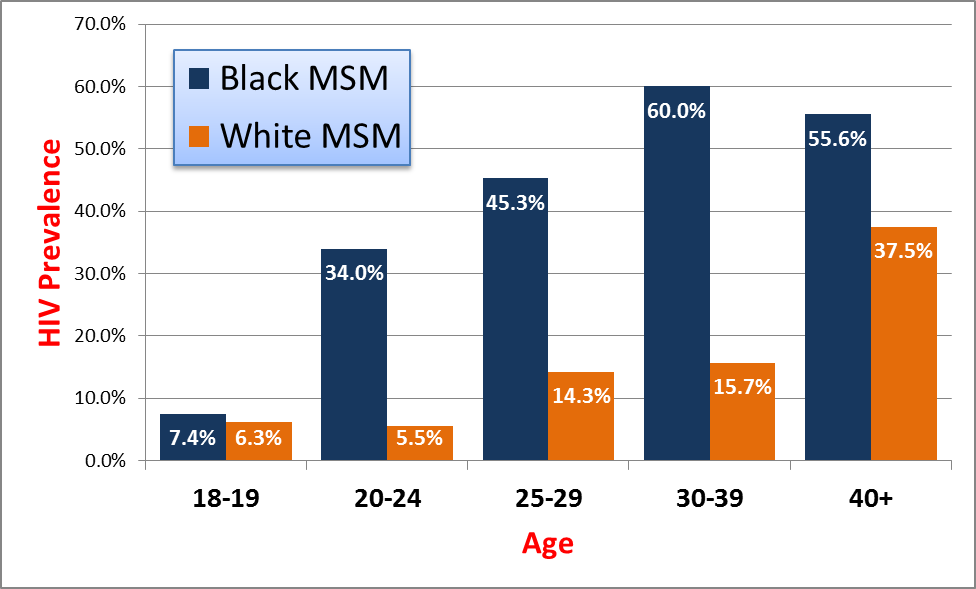 70.0%
60.0%
50.0%
40.0%
30.0%
20.0%
10.0%
0.0%
HIV Prevalence
Black MSM
White MSM
7.4% 6.3%
34.0% 5.5%
45.3% 14.3%
60.0% 15.7%
55.6% 37.5%
18-19 20-24 25-29 30-39 40+
Age